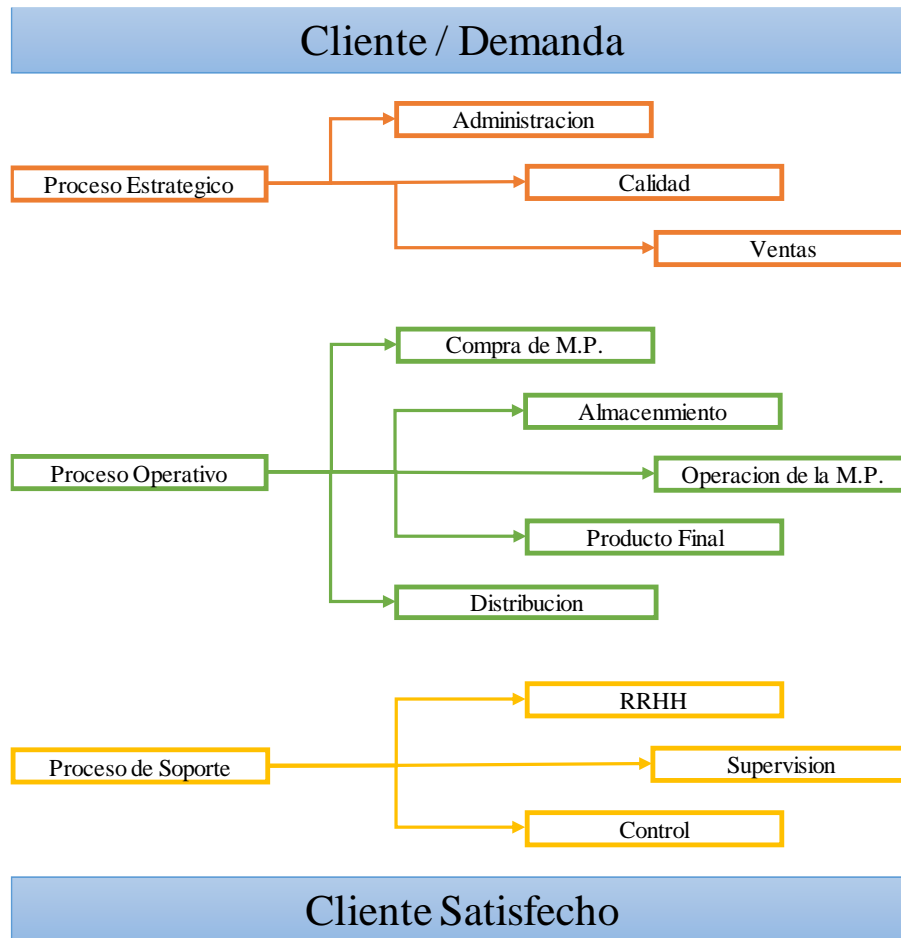 Cliente / Demanda
Administracion
Proceso Estrategico
Calidad
Ventas
Compra de M.P.
Almacenmiento
Proceso Operativo
Operacion de la M.P.
Producto Final
Distribucion
RRHH
Proceso de Soporte
Supervision
Control
Cliente Satisfecho